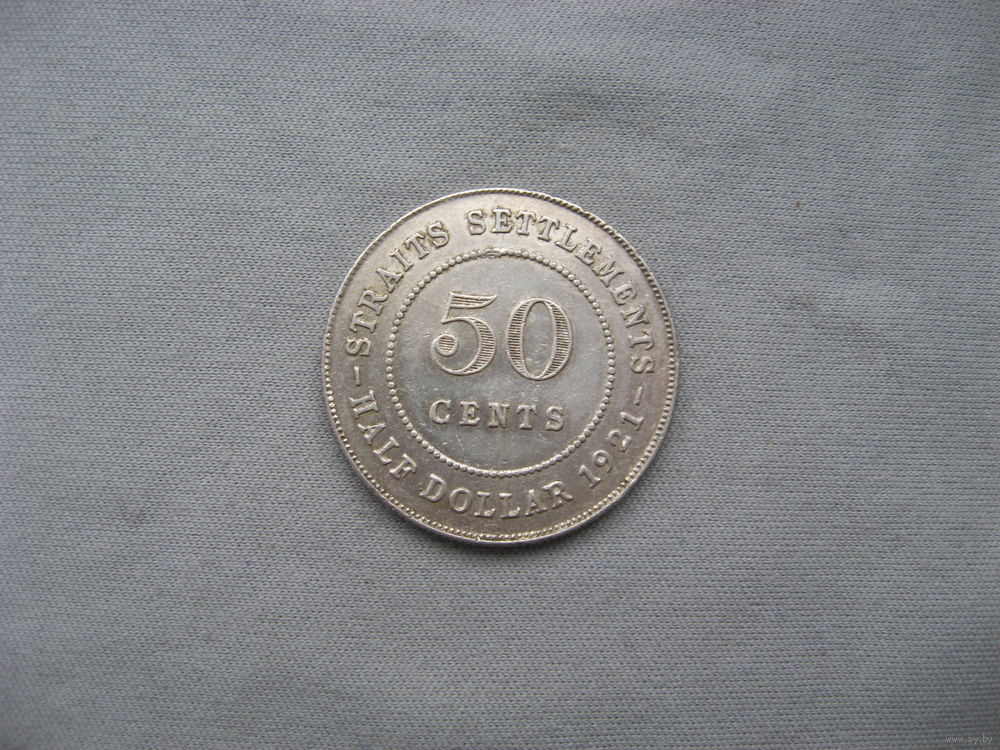 STRAITS SETTLEMENTS
50
CENTS
HALF DOLLAR 1921
www.ay.by